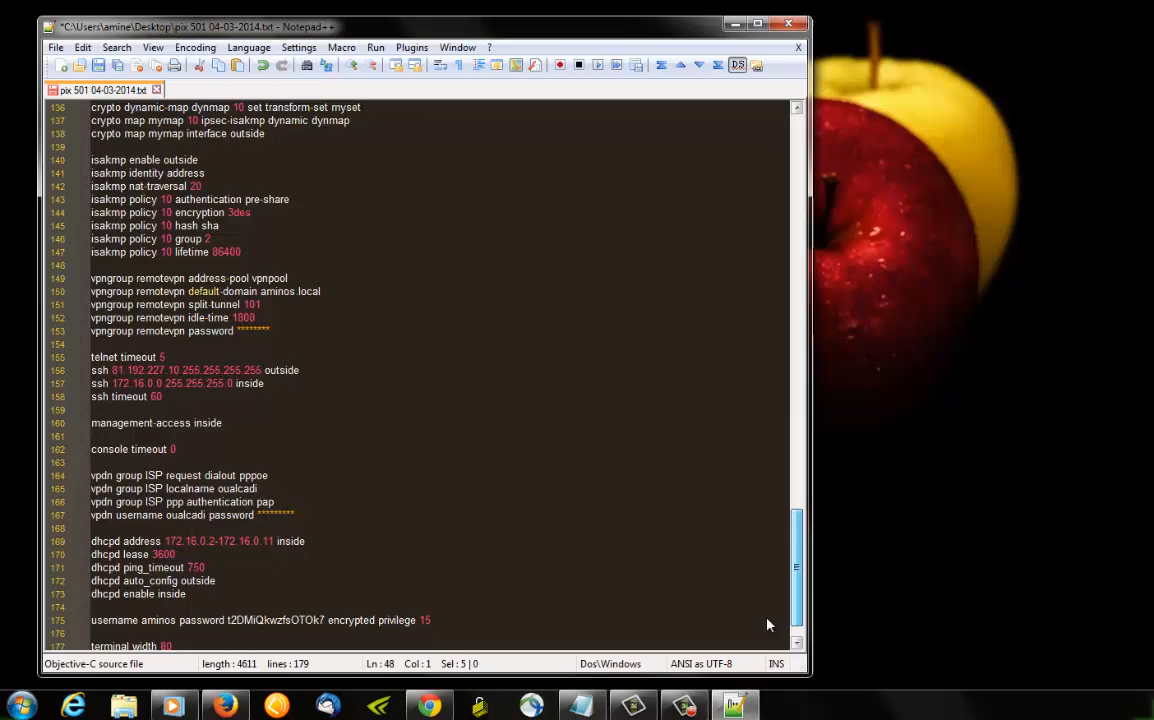 *C:\Users\amine\Desktop\pix 501 04-03-2014.txt - Notepad++
File Edit Search View Encoding Language Settings Macro Run Plugins Window ? X
pix 501 04-03-2014.txt
136 crypto dynamic-map dynmap 10 set transform-set myset
137 crypto map mymap 10 ipsec-isakmp dynamic dynmap
138 crypto map mymap interface outside
139
140 isakmp enable outside
141 isakmp identity address
142 isakmp nat-traversal 20
143 isakmp policy 10 authentication pre-share
144 isakmp policy 10 encryption 3des
145 isakmp policy 10 hash sha
146 isakmp policy 10 group 2
147 isakmp policy 10 lifetime 86400
148
149 vpngroup remotevpn address-pool vpnpool
150 vpngroup remotevpn default-domain aminos.local
151 vpngroup remotevpn split-tunnel 101
152 vpngroup remotevpn idle-time 1800
153 vpngroup remotevpn password ********
154
155 telnet timeout 5
156 ssh 81.192.227.10 255.255.255.255 outside
157 ssh 172.16.0.0 255.255.255.0 inside
158 ssh timeout 60
159
160 management-access inside
161
162 console timeout 0
163
164 vpdn group ISP request dialout pppoe
165 vpdn group ISP localname oualcadi
166 vpdn group ISP ppp authentication pap
167 vpdn username oualcadi password *********
168
169 dhcpd address 172.16.0.2-172.16.0.11 inside
170 dhcpd lease 3600
171 dhcpd ping_timeout 750
172 dhcpd auto_config outside
173 dhcpd enable inside
174
175 username aminos password t2DMiQkwzfsOTOk7 encrypted privilege 15
176
177 terminal width 80
Objective-C source file length : 4611 lines : 179 Ln : 48 Col : 1 Sel : 5 | 0 Dos\Windows ANSI as UTF-8 INS